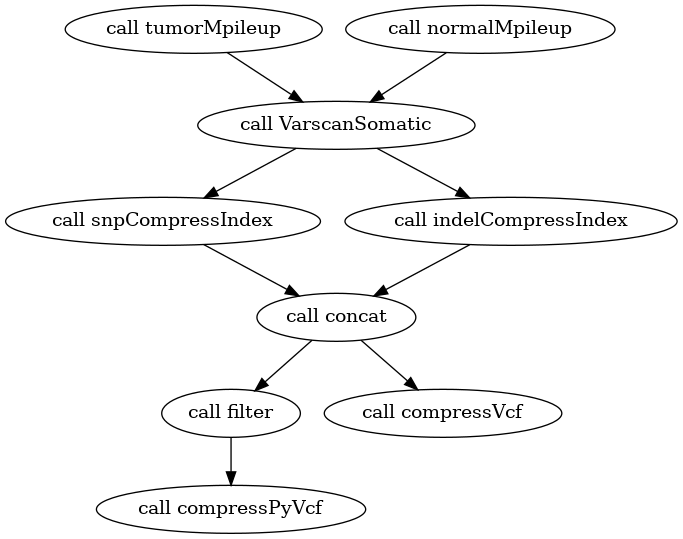 call tumorMpileup
call normalMpileup
call VarscanSomatic
call snpCompressIndex
call indelCompressIndex
call concat
call filter
call compressVcf
call compressPyVcf